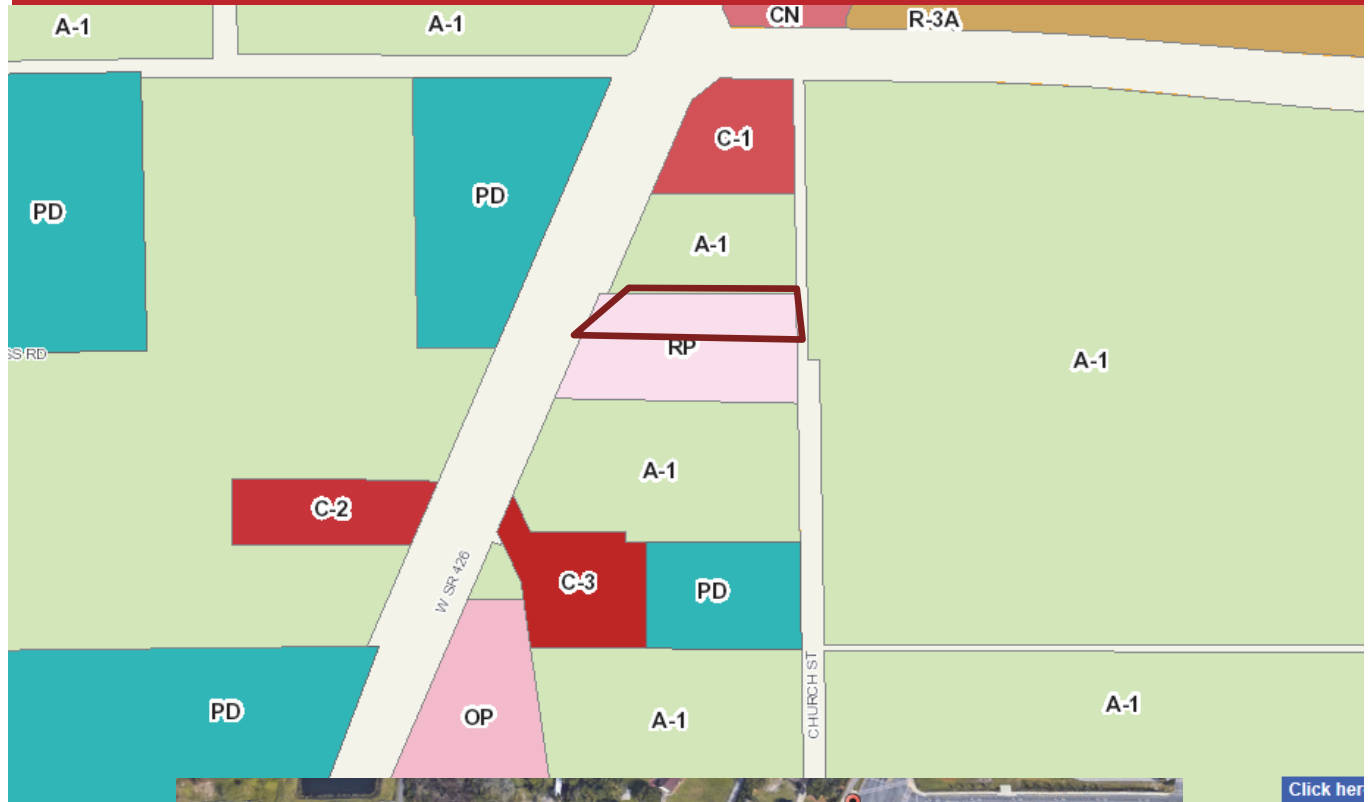 A-1
A-1
CN
R-3A
C-1
PD
PD
A-1
RP
SS RD
A-1
A-1
C-2
C-3
PD
W SR 426
CHURCH ST
PD
OP
A-1
A-1
Click her